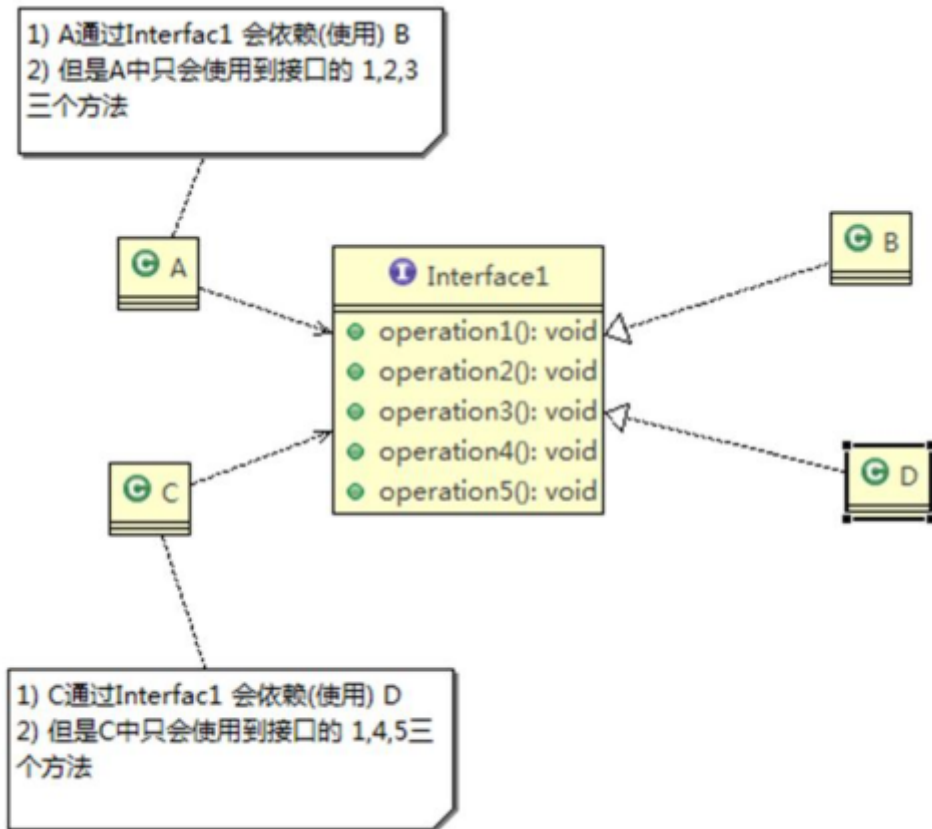 1) A通过Interfac1 会依赖(使用) B
2) 但是A中只会使用到接口的 1,2,3
三个方法
C A
I Interface1
operation1(): void
operation2(): void
operation3(): void
operation4(): void
operation5(): void
C B
C C
C D
1) C通过Interfac1 会依赖(使用) D
2) 但是C中只会使用到接口的 1,4,5三
个方法